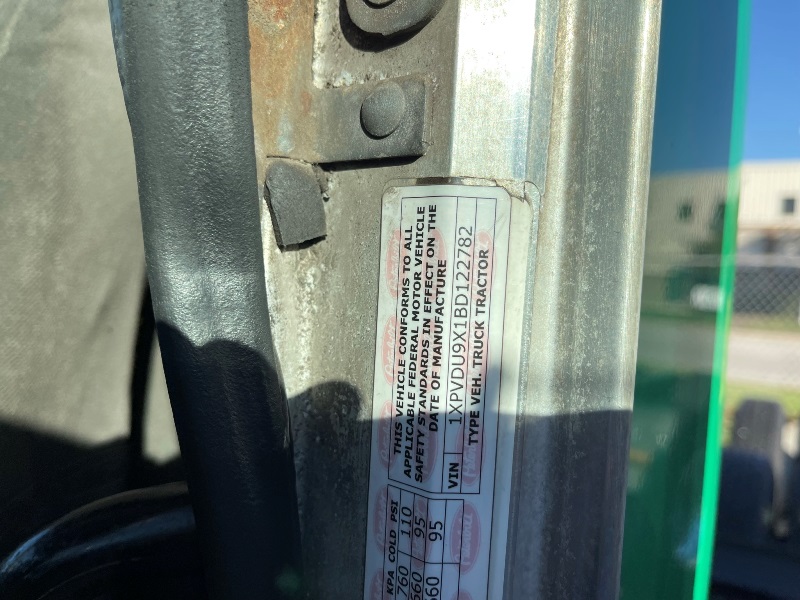 THIS VEHICLE CONFORMS TO ALL
APPLICABLE FEDERAL MOTOR VEHICLE
SAFETY STANDARDS IN EFFECT ON THE
DATE OF MANUFACTURE
VIN 1XPVDU9X1BD122782
TYPE VEH. TRUCK TRACTOR
KPA COLD PSI
760 110
660 95
660 95